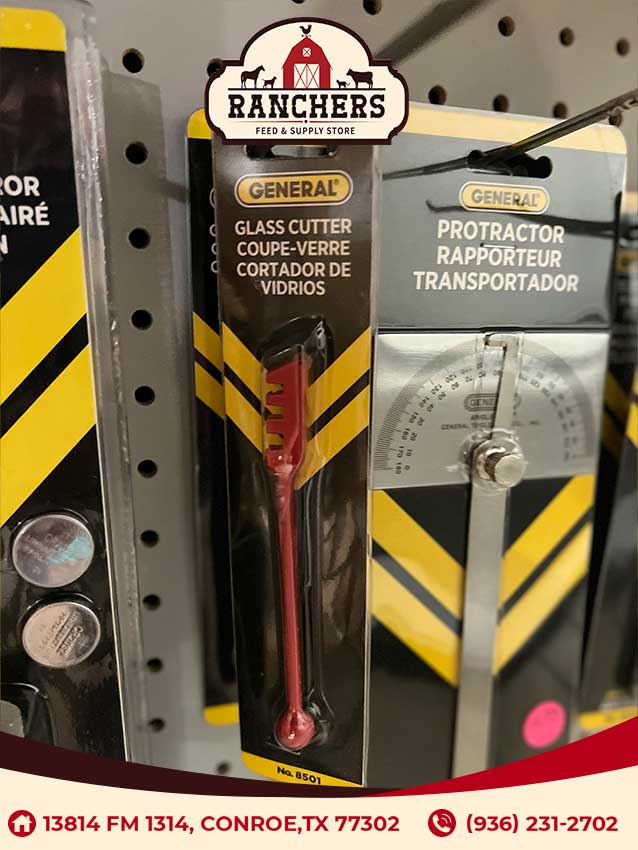 RANCHERS
FEED & SUPPLY STORE
ROR
AIRÉ
N
GENERAL®
GLASS CUTTER
COUPE-VERRE
CORTADOR DE
VIDRIOS
No. 8501
GENERAL®
PROTRACTOR
RAPPORTEUR
TRANSPORTADOR
GENERAL
13814 FM 1314, CONROE,TX 77302
(936) 231-2702